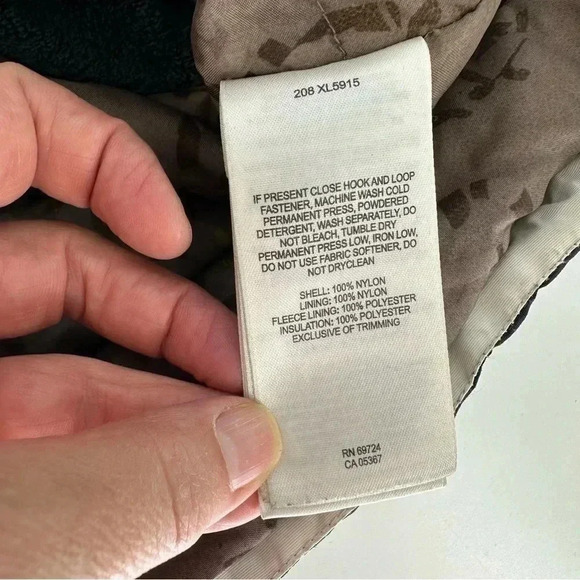 208 XL5915
IF PRESENT CLOSE HOOK AND LOOP
FASTENER, MACHINE WASH COLD
PERMANENT PRESS, POWDERED
DETERGENT, WASH SEPARATELY, DO
NOT BLEACH, TUMBLE DRY
PERMANENT PRESS LOW, IRON LOW,
DO NOT USE FABRIC SOFTENER, DO
NOT DRYCLEAN
SHELL: 100% NYLON
LINING: 100% NYLON
FLEECE LINING: 100% POLYESTER
INSULATION: 100% POLYESTER
EXCLUSIVE OF TRIMMING
RN 69724
CA 05367